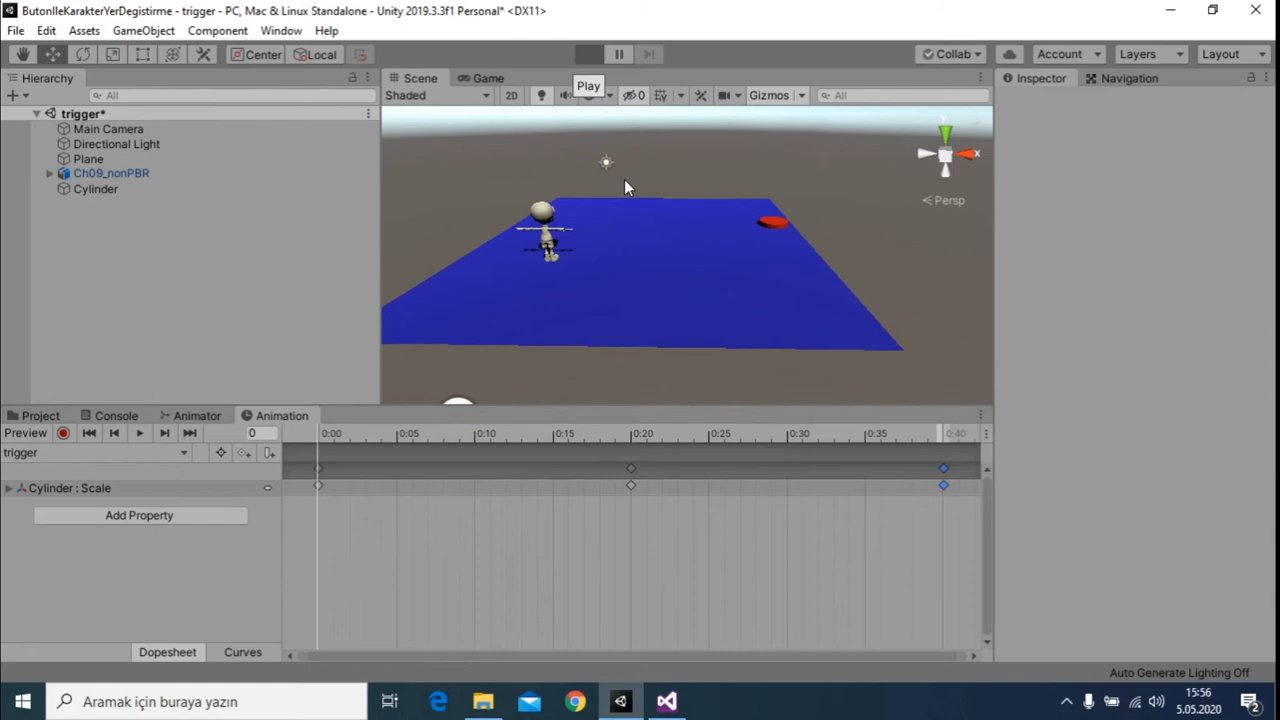 ButonIleKarakterYerDegistirme - trigger - PC, Mac & Linux Standalone - Unity 2019.3.3f1 Personal* <DX11>
File Edit Assets GameObject Component Window Help
Center Local Collab Account Layers Layout
Hierarchy Scene Game Inspector Navigation
Play
All Shaded 2D 0 Gizmos All
trigger*
Main Camera
Directional Light
Plane
Ch09_nonPBR
Cylinder
y
x
Persp
Project Console Animator Animation
Preview 0 0:00 0:05 0:10 0:15 0:20 0:25 0:30 0:35 0:40
trigger
Cylinder : Scale
Add Property
Dopesheet Curves
Auto Generate Lighting Off
Aramak için buraya yazın
15:56
5.05.2020
2